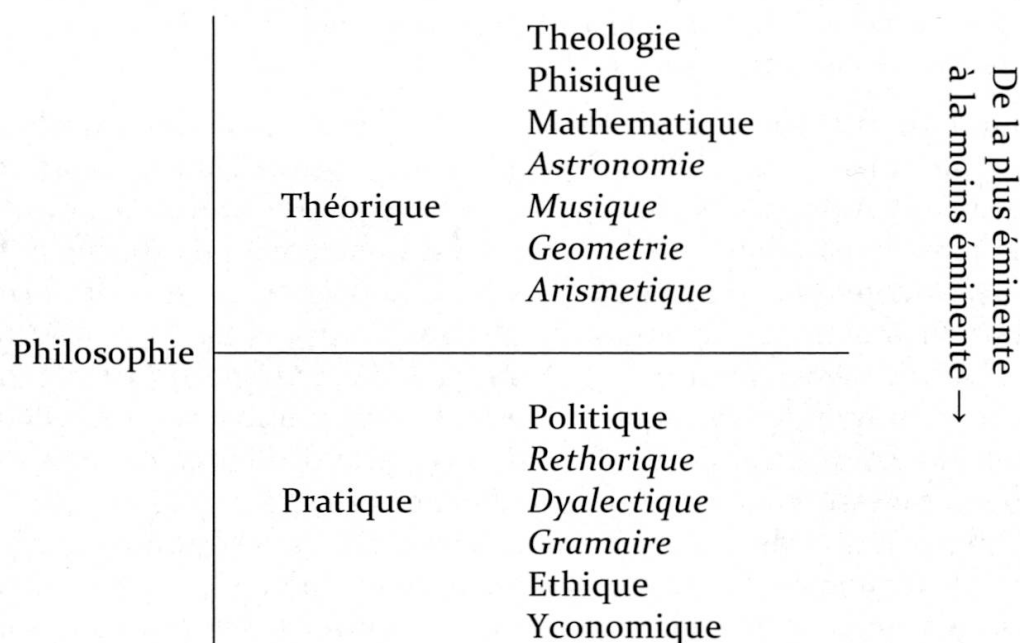 Theologie
Phisique
Mathematique
Astronomie
Théorique
Musique
Geometrie
Arismetique
Philosophie
Politique
Rethorique
Pratique
Dyalectique
Gramaire
Ethique
Yconomique
De la plus éminente
à la moins éminente →